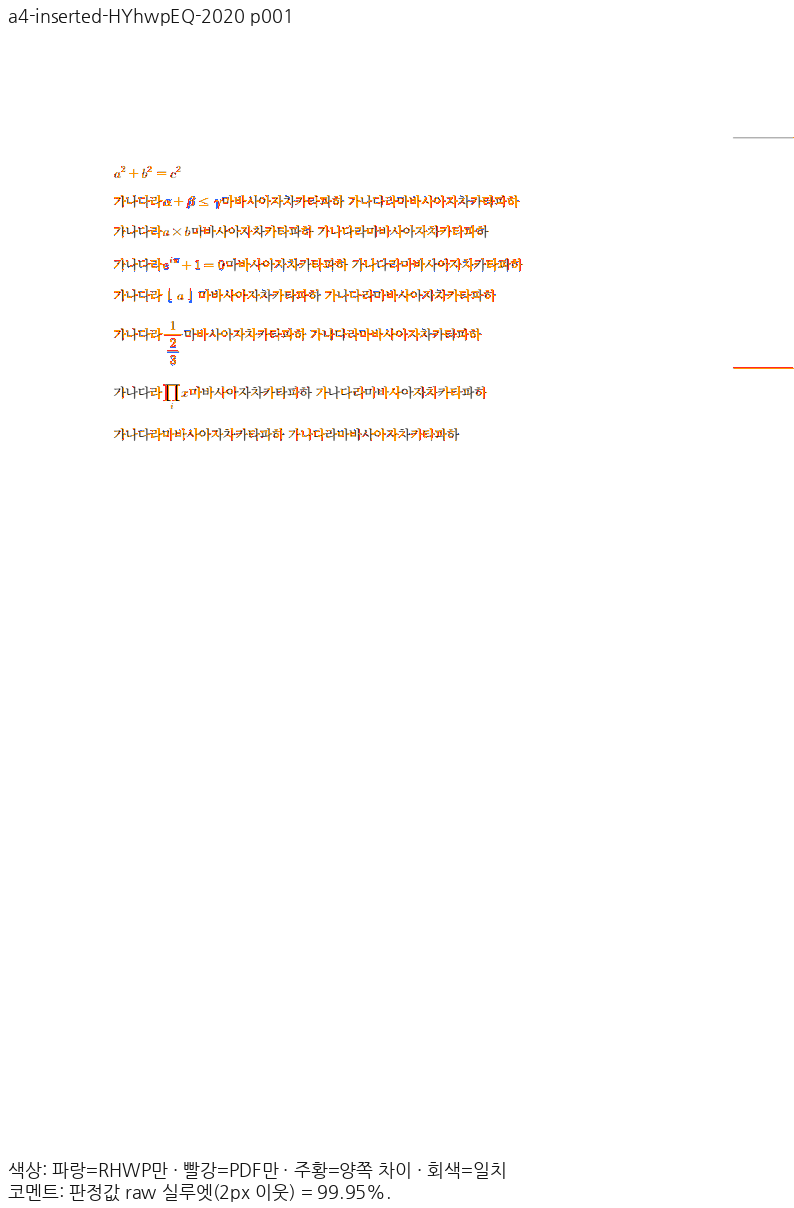 a4-inserted-HYhwpEQ-2020 p001
a² + b² = c²
가나다라α + β ≤ γ마바사아자차카타파하 가나다라마바사아자차카타파하
가나다라a × b마바사아자차카타파하 가나다라마바사아자차카타파하
가나다라e^{iπ} + 1 = 0마바사아자차카타파하 가나다라마바사아자차카타파하
가나다라 ⌊ a ⌋ 마바사아자차카타파하 가나다라마바사아자차카타파하
가나다라 1/(2/3) 마바사아자차카타파하 가나다라마바사아자차카타파하
가나다라∏_i x마바사아자차카타파하 가나다라마바사아자차카타파하
가나다라마바사아자차카타파하 가나다라마바사아자차카타파하
색상: 파랑=RHWP만 · 빨강=PDF만 · 주황=양쪽 차이 · 회색=일치
코멘트: 판정값 raw 실루엣(2px 이웃) = 99.95%.